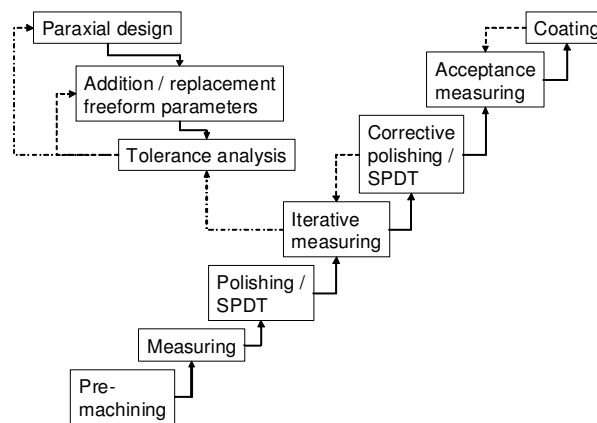 Paraxial design
Addition / replacement
freeform parameters
Tolerance analysis
Coating
Acceptance
measuring
Corrective
polishing /
SPDT
Iterative
measuring
Polishing /
SPDT
Measuring
Pre-
machining